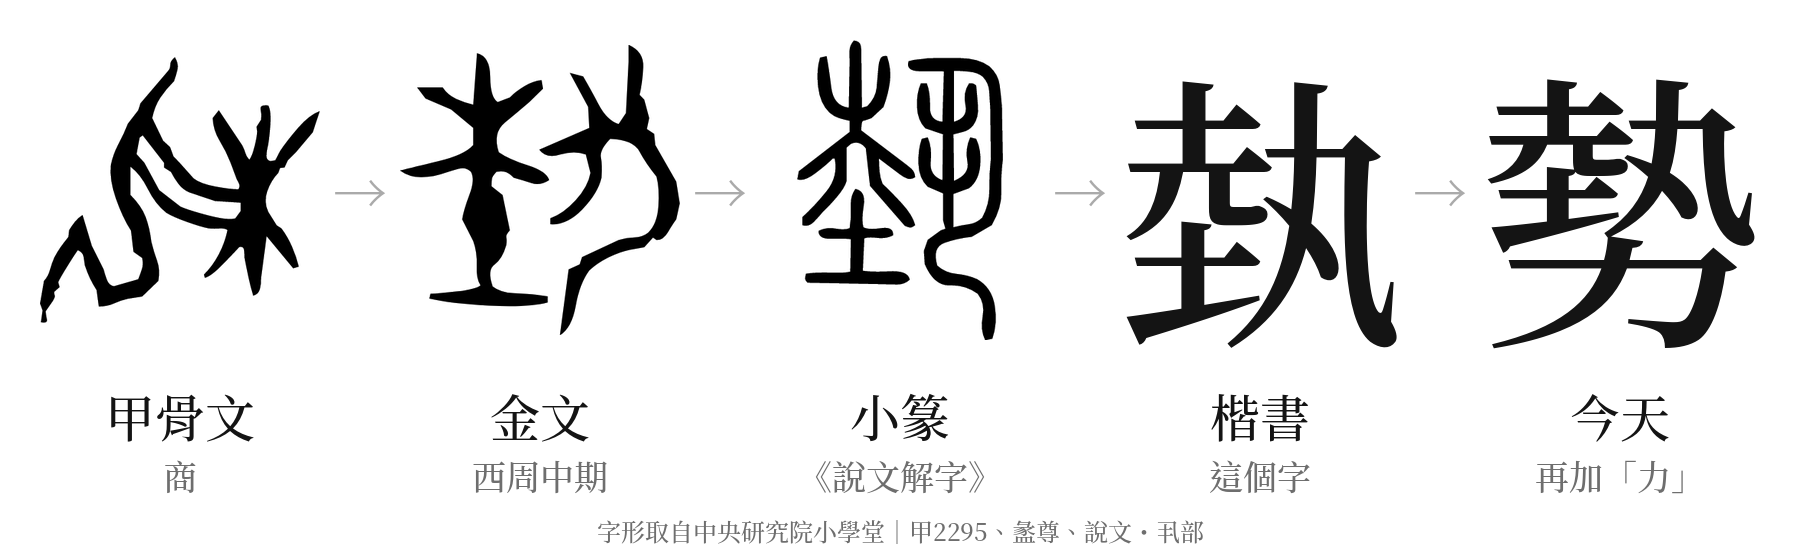 → → → 埶 → 勢
甲骨文 金文 小篆 楷書 今天
商 西周中期 《說文解字》 這個字 再加「力」
字形取自中央研究院小學堂｜甲2295、盠尊、說文・丮部